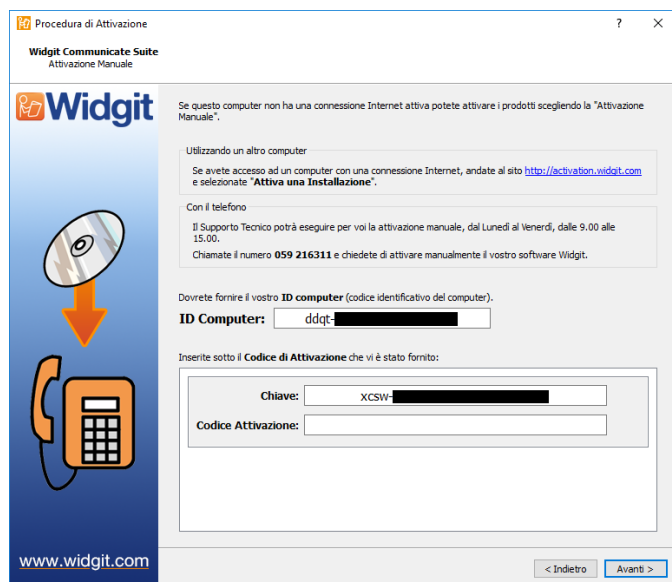 Procedura di Attivazione
?
Widgit Communicate Suite
Attivazione Manuale
Widgit
Se questo computer non ha una connessione Internet attiva potete attivare i prodotti scegliendo la "Attivazione
Manuale".
Utilizzando un altro computer
Se avete accesso ad un computer con una connessione Internet, andate al sito http://activation.widgit.com
e selezionate "Attiva una Installazione".
Con il telefono
Il Supporto Tecnico potrà eseguire per voi la attivazione manuale, dal Lunedì al Venerdì, dalle 9.00 alle
15.00.
Chiamate il numero 059 216311 e chiedete di attivare manualmente il vostro software Widgit.
Dovrete fornire il vostro ID computer (codice identificativo del computer).
ID Computer: ddqt-
Inserite sotto il Codice di Attivazione che vi è stato fornito:
Chiave: xcsw-
Codice Attivazione:
www.widgit.com
< Indietro
Avanti >